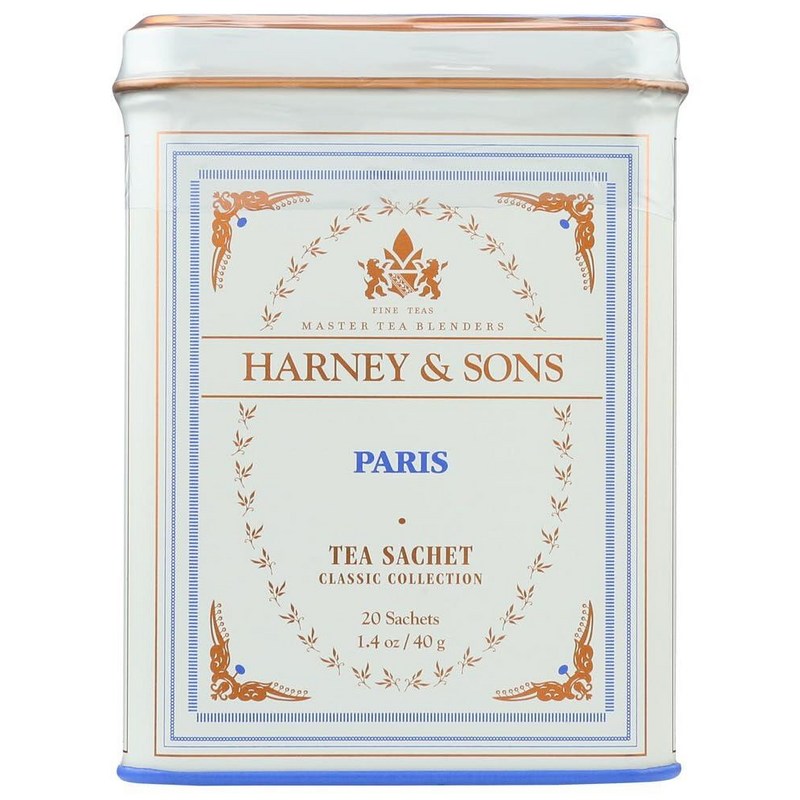 FINE TEAS
MASTER TEA BLENDERS
HARNEY & SONS
PARIS
TEA SACHET
CLASSIC COLLECTION
20 Sachets
1.4 oz / 40 g